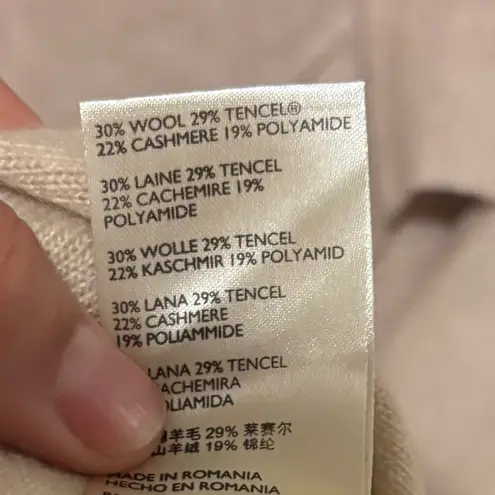 30% WOOL 29% TENCEL®
22% CASHMERE 19% POLYAMIDE
30% LAINE 29% TENCEL
22% CACHEMIRE 19%
POLYAMIDE
30% WOLLE 29% TENCEL
22% KASCHMIR 19% POLYAMID
30% LANA 29% TENCEL
22% CASHMERE
19% POLIAMMIDE
LANA 29% TENCEL
ACHEMIRA
OLIAMIDA
羊毛 29% 莱赛尔
山羊绒 19% 锦纶
MADE IN ROMANIA
HECHO EN ROMANIA